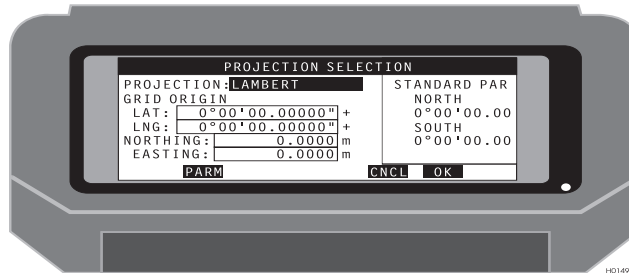 PROJECTION SELECTION
PROJECTION: LAMBERT
GRID ORIGIN
LAT: 0°00'00.00000" +
LNG: 0°00'00.00000" +
NORTHING: 0.0000 m
EASTING: 0.0000 m
STANDARD PAR
NORTH
0°00'00.00
SOUTH
0°00'00.00
PARM CNCL OK
H0149